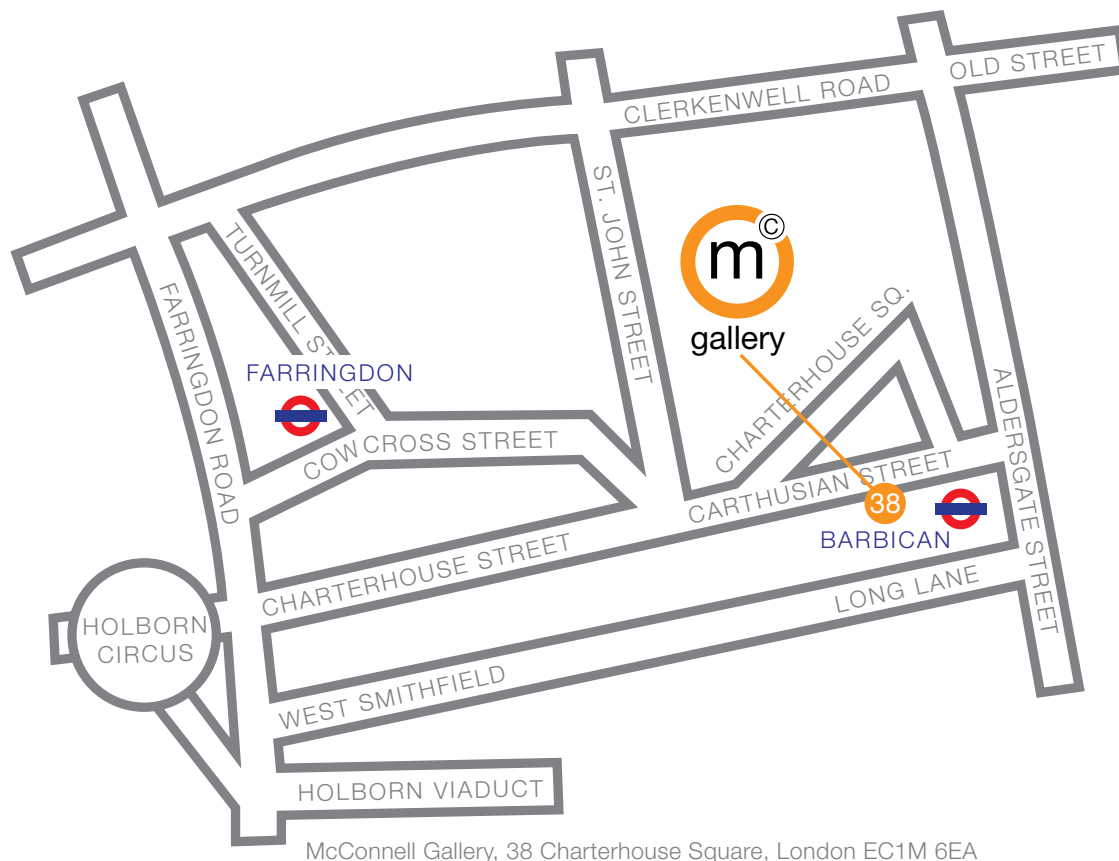 OLD STREET
CLERKENWELL ROAD
ST. JOHN STREET
TURNMILL STREET
FARRINGDON ROAD
m©
gallery
CHARTERHOUSE SQ.
FARRINGDON
ALDERSGATE STREET
COW CROSS STREET
CARTHUSIAN STREET
38
BARBICAN
CHARTERHOUSE STREET
LONG LANE
HOLBORN
CIRCUS
WEST SMITHFIELD
HOLBORN VIADUCT
McConnell Gallery, 38 Charterhouse Square, London EC1M 6EA